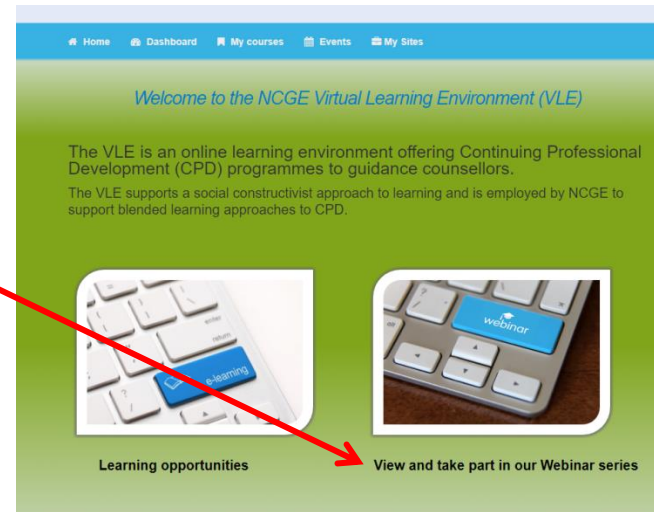 Home Dashboard My courses Events My Sites
Welcome to the NCGE Virtual Learning Environment (VLE)
The VLE is an online learning environment offering Continuing Professional
Development (CPD) programmes to guidance counsellors.
The VLE supports a social constructivist approach to learning and is employed by NCGE to
support blended learning approaches to CPD.
enter
return
e-learning
webinar
Learning opportunities
View and take part in our Webinar series